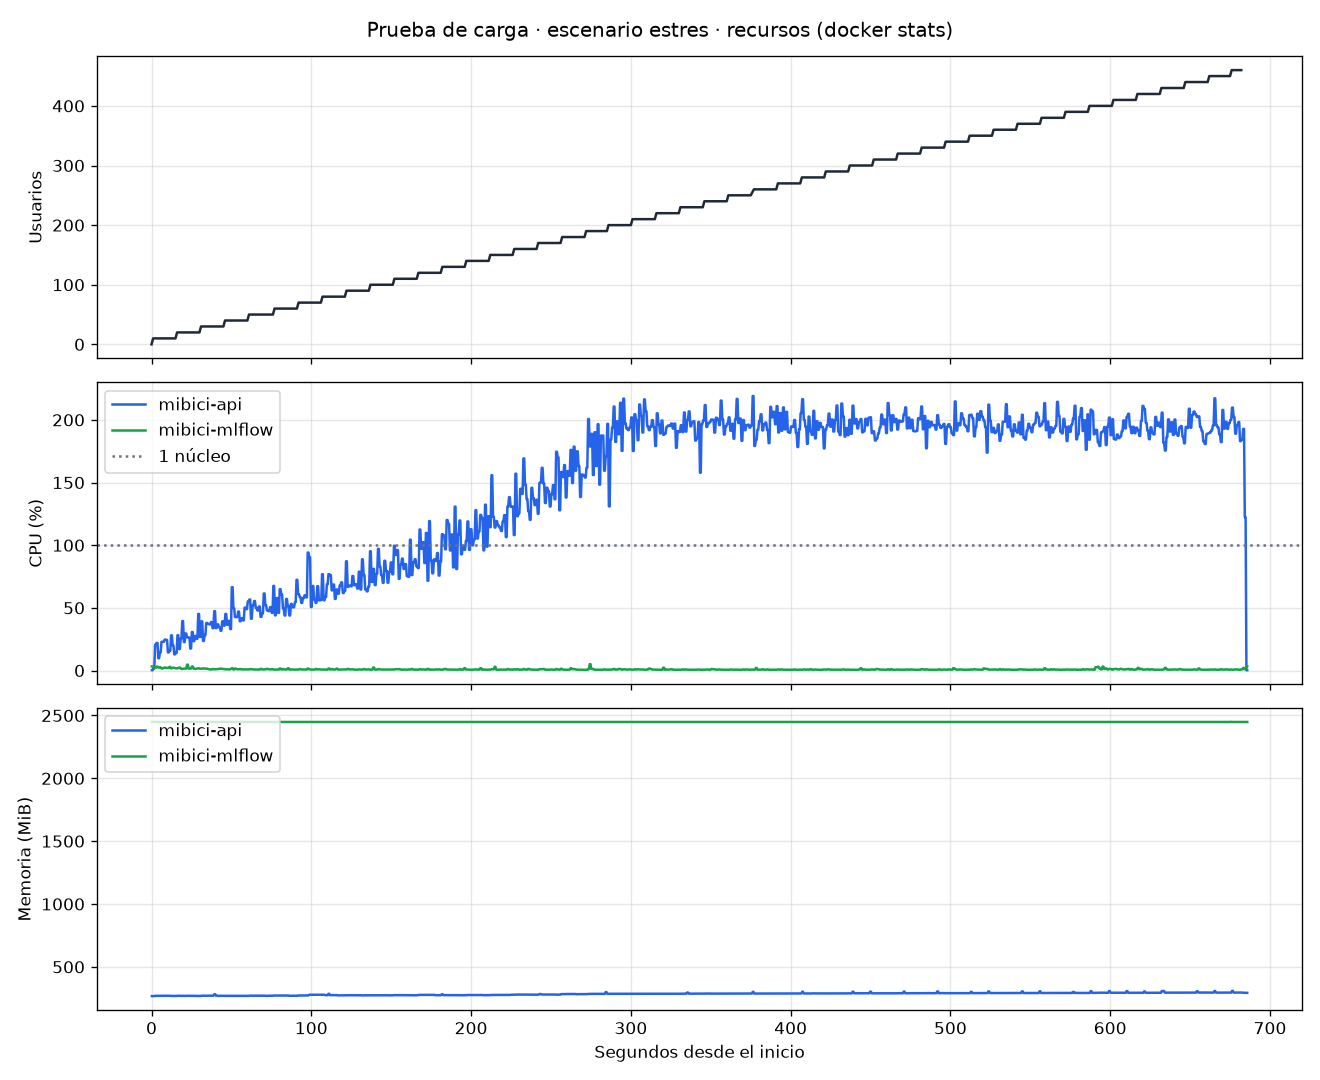 Prueba de carga · escenario estres · recursos (docker stats)
Usuarios
400
300
200
100
0
CPU (%)
200
150
100
50
0
mibici-api
mibici-mlflow
1 núcleo
Memoria (MiB)
2500
2000
1500
1000
500
mibici-api
mibici-mlflow
0 100 200 300 400 500 600 700
Segundos desde el inicio